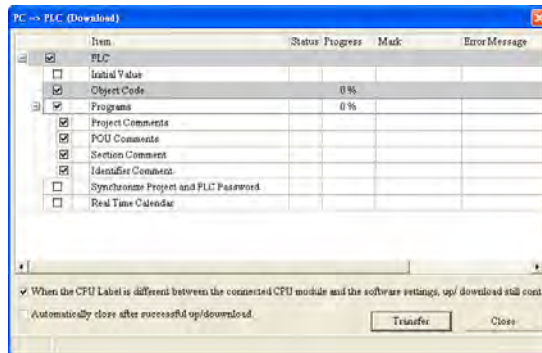 PC --> PLC (Download)
Item Status Progress Mark Error Message
PLC
Initial Value
Object Code 0 %
Programs 0 %
Project Comments
POU Comments
Section Comment
Identifier Comment
Synchronize Project and PLC Password
Real Time Calendar
When the CPU Label is different between the connected CPU module and the software settings, up/ download still cont
Automatically close after successful up/download.
Transfer Close